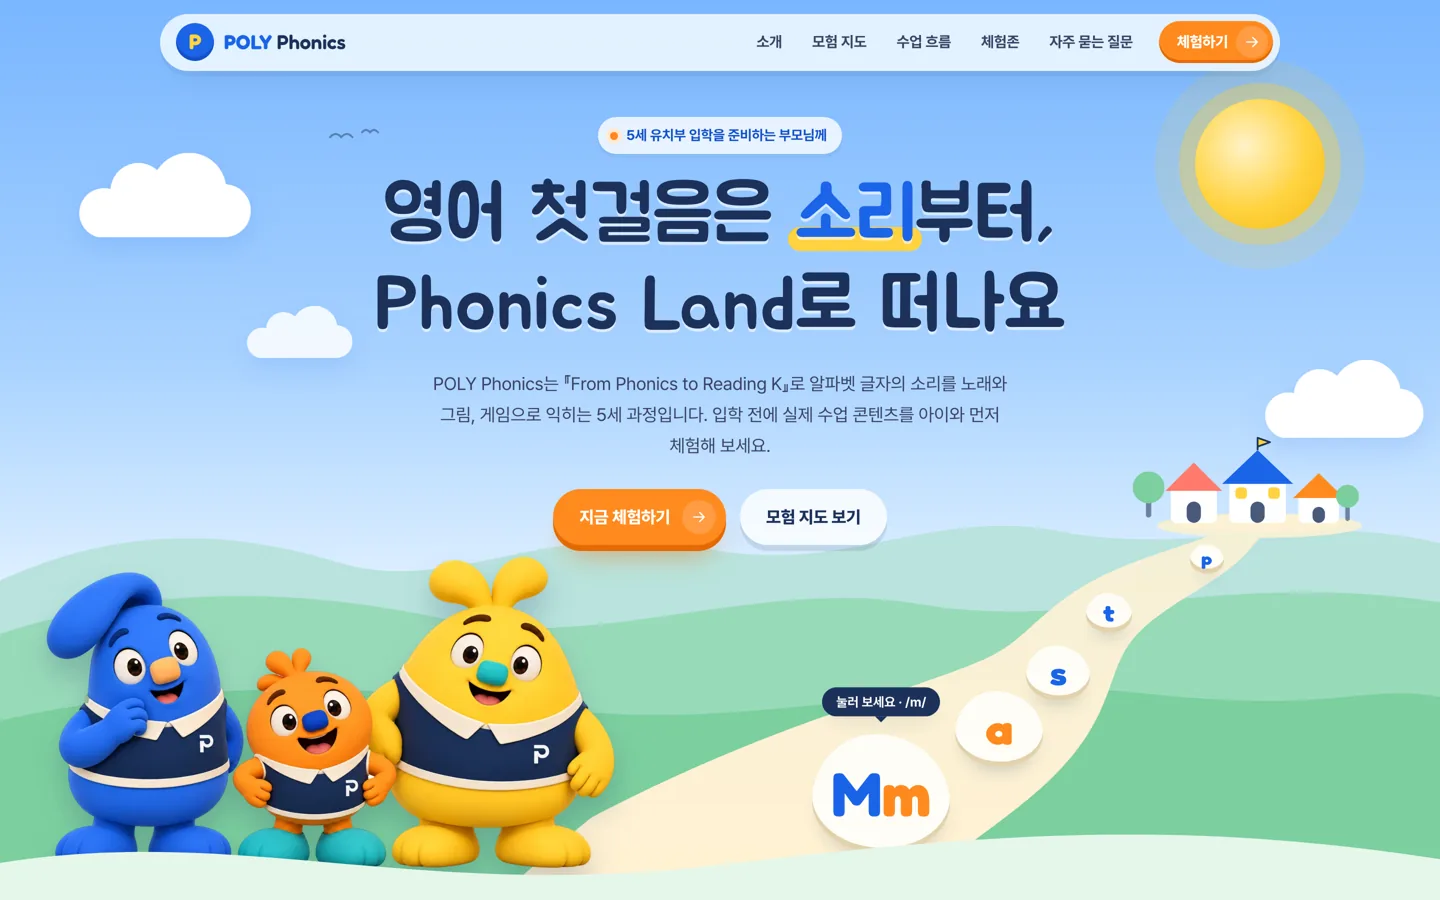 P POLY Phonics
소개 모험 지도 수업 흐름 체험존 자주 묻는 질문 체험하기
5세 유치부 입학을 준비하는 부모님께
영어 첫걸음은 소리부터,
Phonics Land로 떠나요
POLY Phonics는 『From Phonics to Reading K』로 알파벳 글자의 소리를 노래와
그림, 게임으로 익히는 5세 과정입니다. 입학 전에 실제 수업 콘텐츠를 아이와 먼저
체험해 보세요.
지금 체험하기 모험 지도 보기
p
t
s
눌러 보세요 · /m/
a
Mm
P
P
P